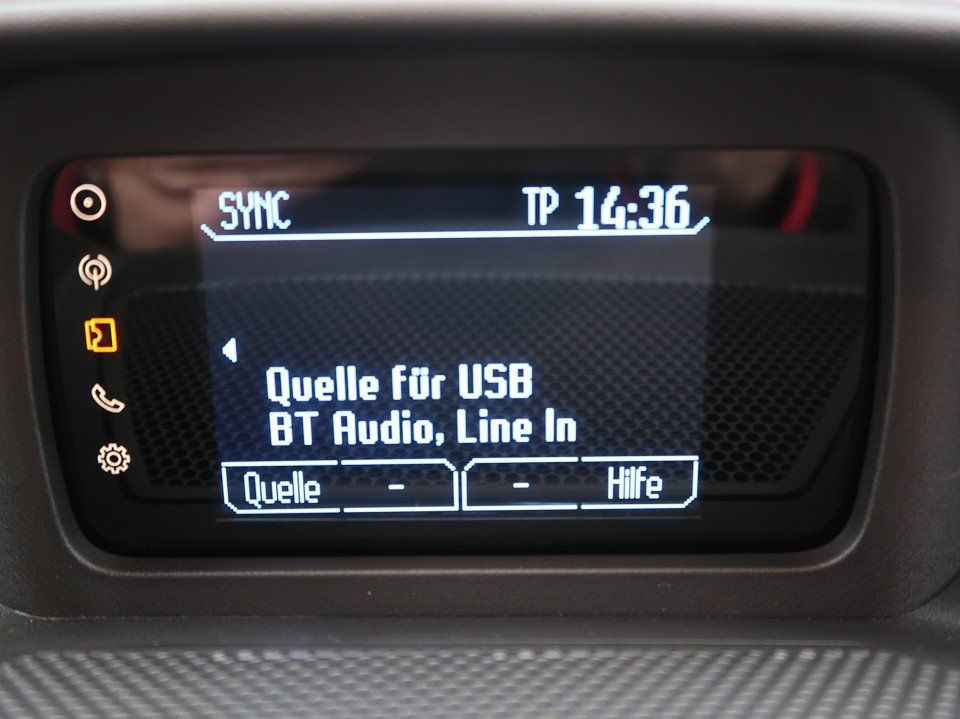 SYNC TP 14:36
Quelle für USB
BT Audio, Line In
Quelle - - Hilfe